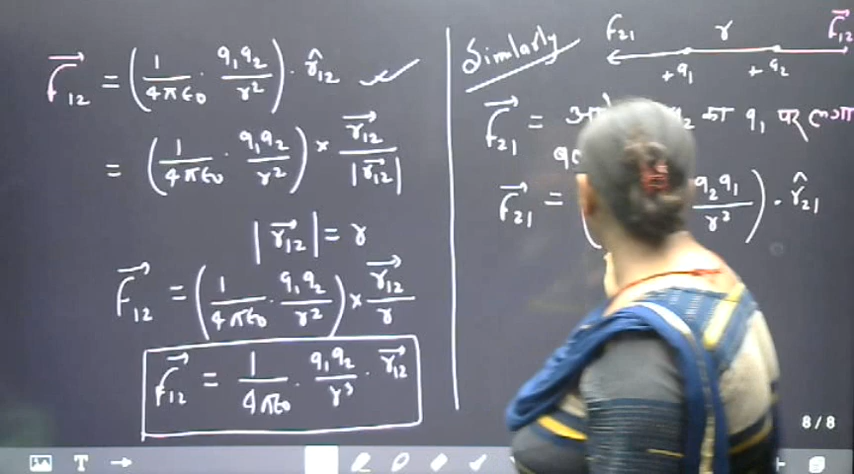 F⃗₁₂ = (1/4πϵ₀ · q₁q₂/r²) · r̂₁₂ ✓
= (1/4πϵ₀ · q₁q₂/r²) × r⃗₁₂/|r⃗₁₂|
|r⃗₁₂| = r
F⃗₁₂ = (1/4πϵ₀ · q₁q₂/r²) × r⃗₁₂/r
F⃗₁₂ = 1/4πϵ₀ · q₁q₂/r³ · r⃗₁₂
Similarly
F₂₁ r F⃗₁₂
+q₁ +q₂
F⃗₂₁ = q₂ का q₁ पर
F⃗₂₁ = ( q₂q₁/r² ) · r̂₂₁
8/8
T